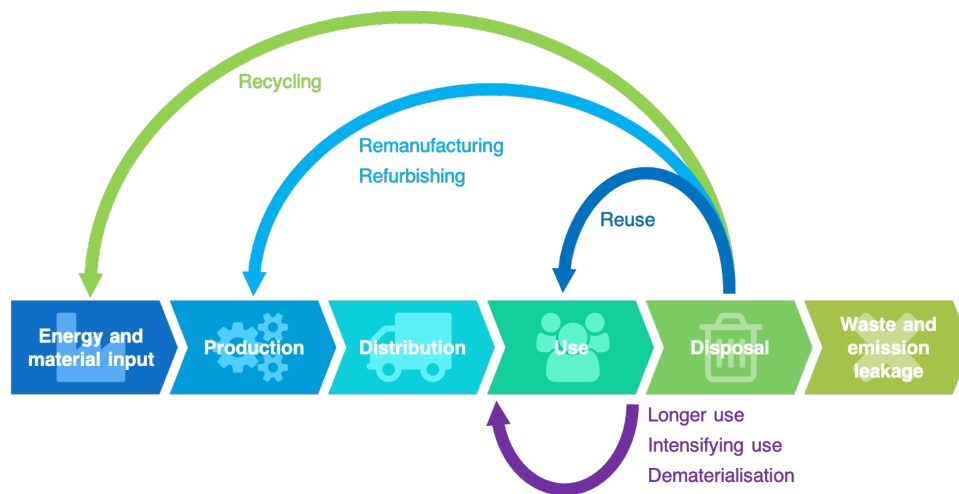 Recycling
Remanufacturing
Refurbishing
Reuse
Energy and
material input
Production
Distribution
Use
Disposal
Waste and
emission
leakage
Longer use
Intensifying use
Dematerialisation